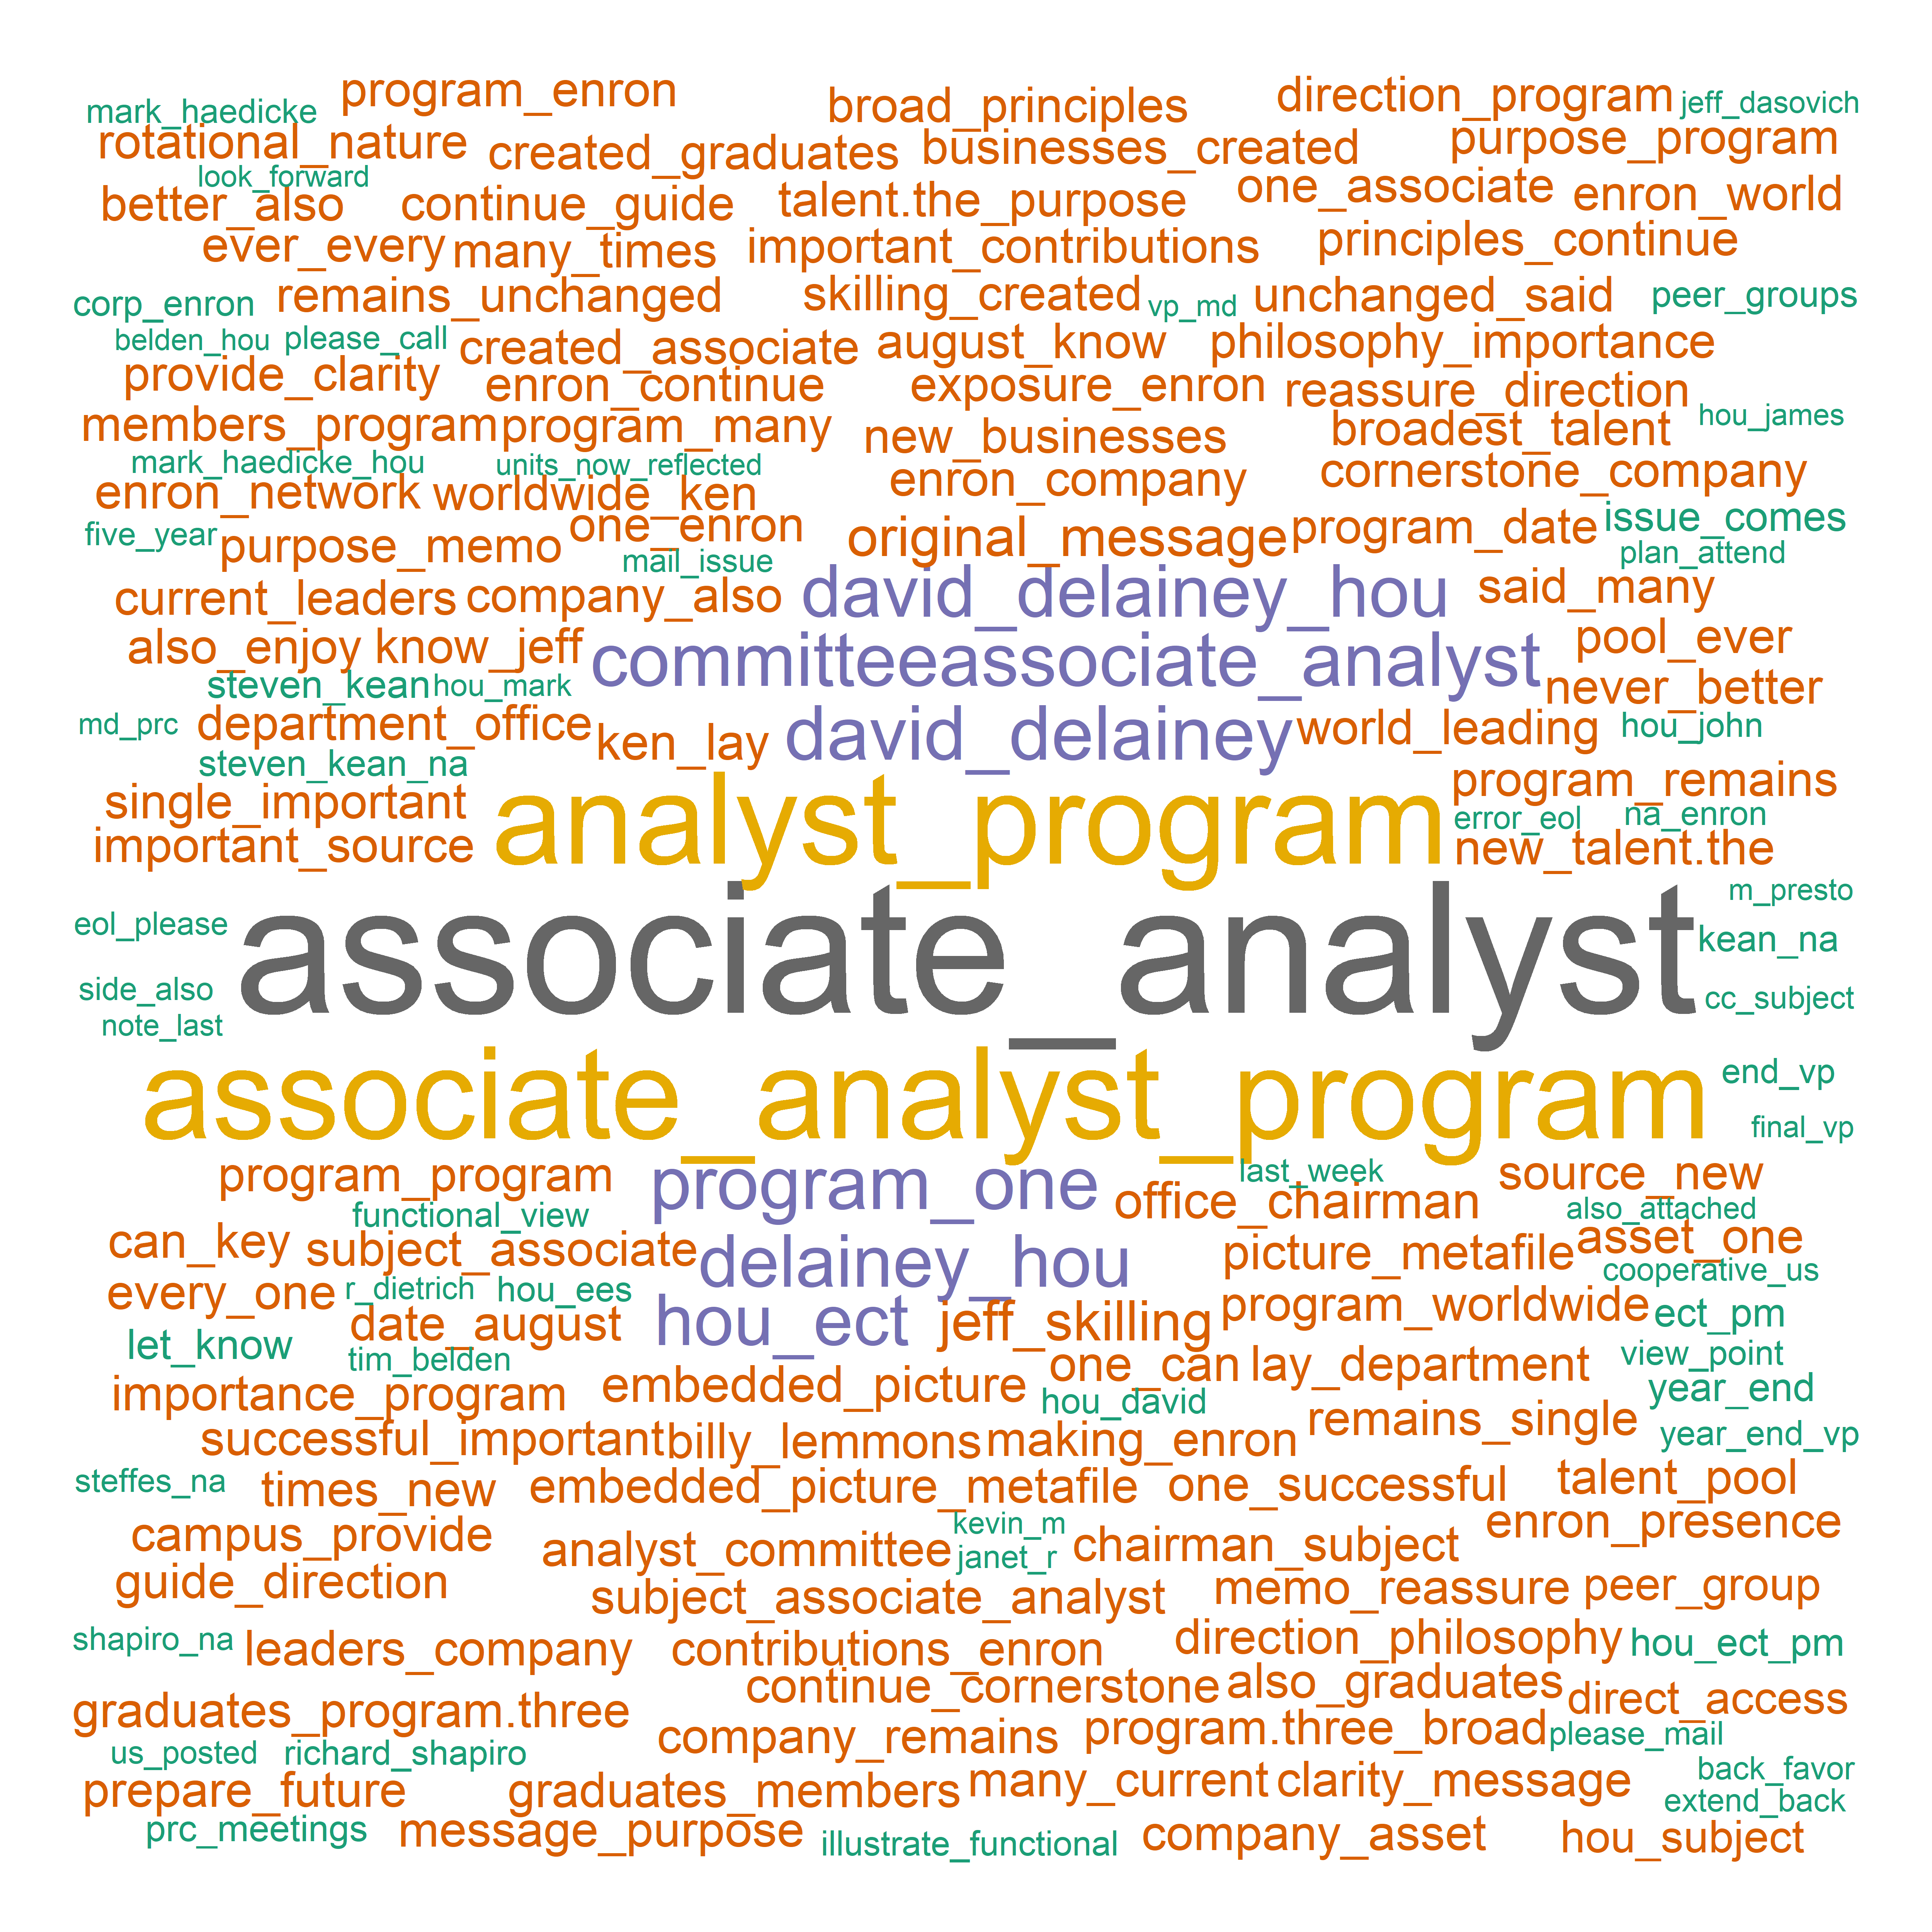 program_enron broad_principles direction_program jeff_dasovich
mark_haedicke
rotational_nature created_graduates businesses_created purpose_program
look_forward
better_also continue_guide talent.the_purpose one_associate enron_world
ever_every many_times important_contributions principles_continue
corp_enron remains_unchanged skilling_created vp_md unchanged_said peer_groups
belden_hou please_call created_associate august_know philosophy_importance
provide_clarity enron_continue exposure_enron reassure_direction
members_program program_many new_businesses broadest_talent hou_james
mark_haedicke_hou units_now_reflected enron_company cornerstone_company
enron_network worldwide_ken
five_year purpose_memo one_enron original_message program_date issue_comes
mail_issue plan_attend
current_leaders company_also david_delainey_hou said_many
also_enjoy know_jeff committeeassociate_analyst pool_ever
steven_kean hou_mark never_better
md_prc department_office ken_lay david_delainey world_leading hou_john
steven_kean_na program_remains
single_important analyst_program error_eol na_enron
important_source new_talent.the
eol_please associate_analyst m_presto
kean_na
side_also cc_subject
note_last
associate_analyst_program end_vp
final_vp
program_program program_one last_week source_new
functional_view office_chairman also_attached
can_key subject_associate delainey_hou picture_metafile asset_one
every_one r_dietrich hou_ees cooperative_us
let_know date_august hou_ect jeff_skilling program_worldwide ect_pm
tim_belden one_can lay_department view_point
importance_program embedded_picture hou_david year_end
successful_important billy_lemmons making_enron remains_single year_end_vp
steffes_na times_new embedded_picture_metafile one_successful talent_pool
campus_provide kevin_m enron_presence
analyst_committee janet_r chairman_subject
guide_direction subject_associate_analyst memo_reassure peer_group
shapiro_na leaders_company contributions_enron direction_philosophy hou_ect_pm
continue_cornerstone also_graduates direct_access
graduates_program.three company_remains program.three_broad please_mail
us_posted richard_shapiro back_favor
prepare_future graduates_members many_current clarity_message extend_back
prc_meetings message_purpose illustrate_functional company_asset hou_subject